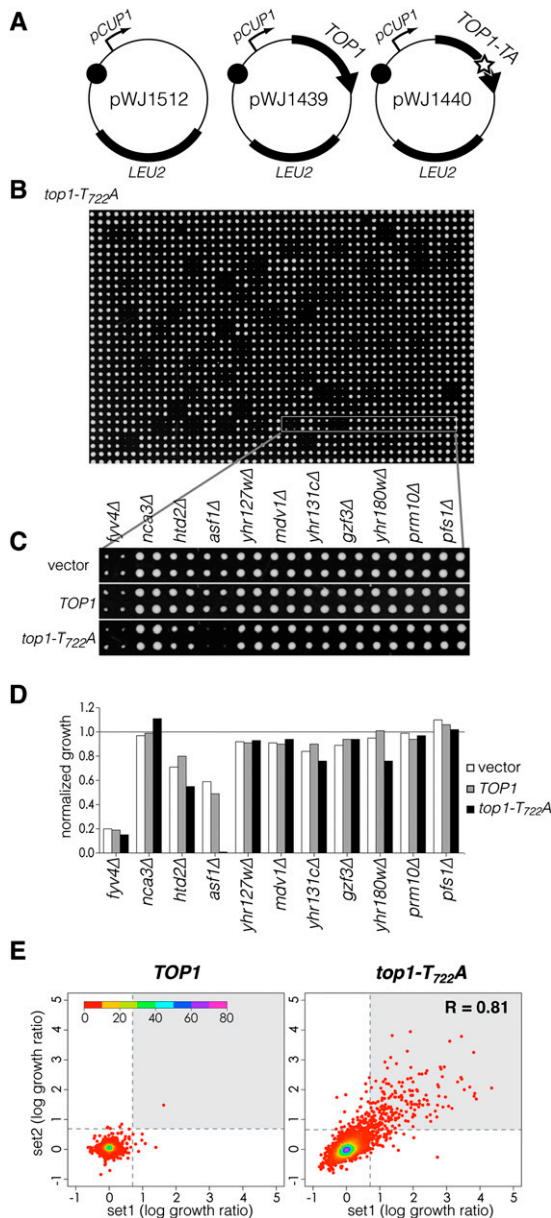 A
pCUP1 pCUP1 TOP1 pCUP1 TOP1-TA
pWJ1512 pWJ1439 pWJ1440
LEU2 LEU2 LEU2
B
top1-T722A
fyv4Δ nca3Δ htd2Δ asf1Δ yhr127wΔ mdv1Δ yhr131cΔ gzf3Δ yhr180wΔ prm10Δ pfs1Δ
C
vector
TOP1
top1-T722A
D
normalized growth
1.2
1.0
0.8
0.6
0.4
0.2
0.0
vector
TOP1
top1-T722A
fyv4Δ nca3Δ htd2Δ asf1Δ yhr127wΔ mdv1Δ yhr131cΔ gzf3Δ yhr180wΔ prm10Δ pfs1Δ
E
TOP1 top1-T722A
0 20 40 60 80
R = 0.81
set2 (log growth ratio)
5 5
4 4
3 3
2 2
1 1
0 0
-1 -1
-1 0 1 2 3 4 5 -1 0 1 2 3 4 5
set1 (log growth ratio) set1 (log growth ratio)